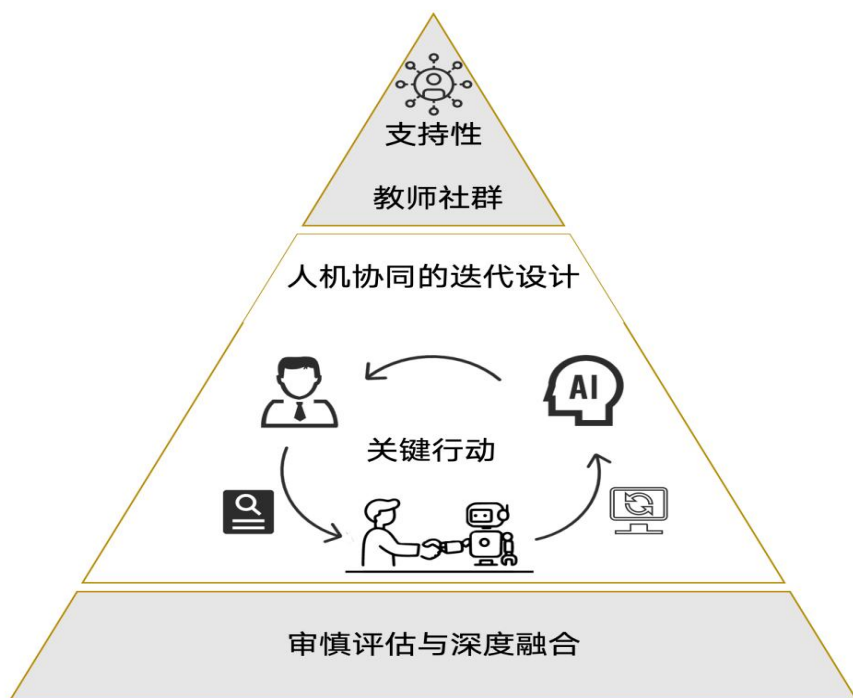 支持性
教师社群
人机协同的迭代设计
AI
关键行动
审慎评估与深度融合